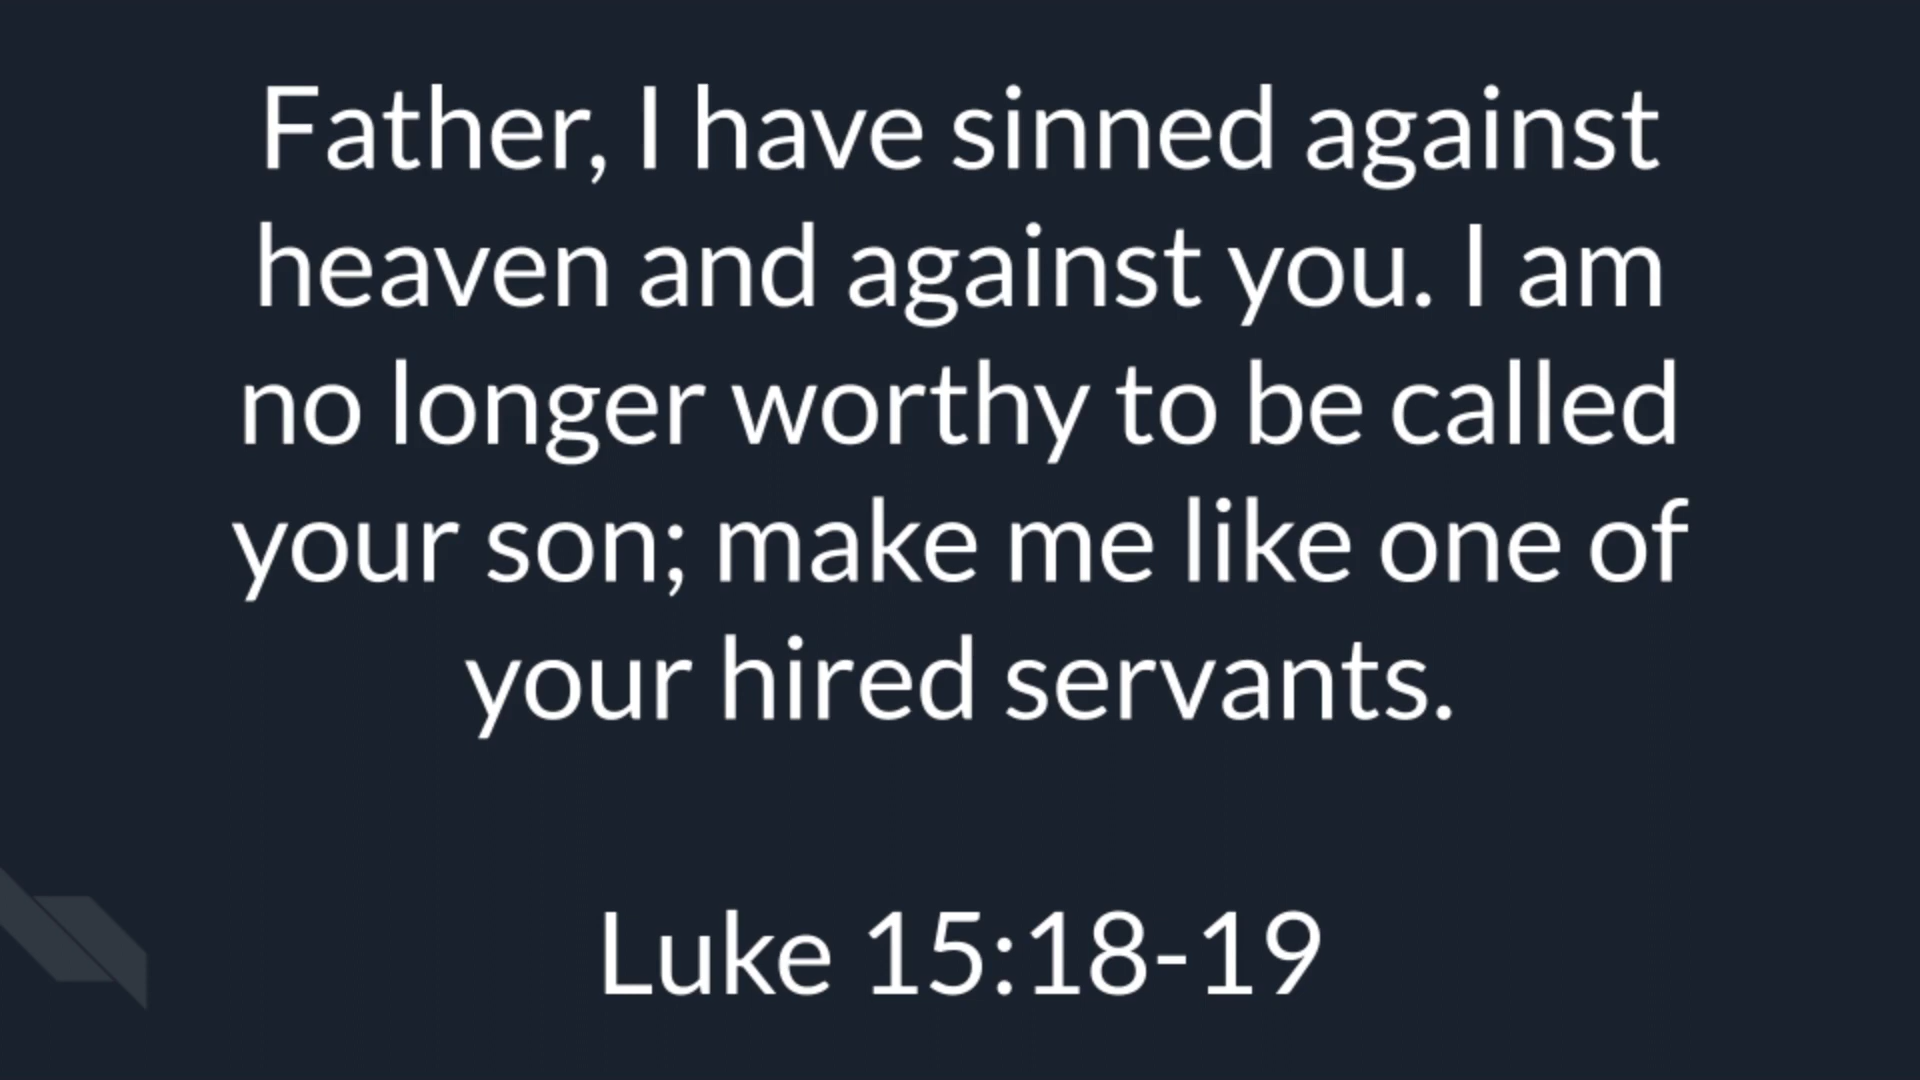 Father, I have sinned against
heaven and against you. I am
no longer worthy to be called
your son; make me like one of
your hired servants.
Luke 15:18-19